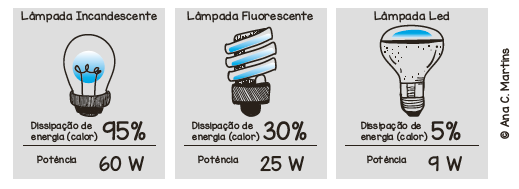 Lâmpada Incandescente
Dissipação de
energia (calor) 95%
Potência 60 W
Lâmpada Fluorescente
Dissipação de
energia (calor) 30%
Potência 25 W
Lâmpada Led
Dissipação de
energia (calor) 5%
Potência 9 W
© Ana C. Martins